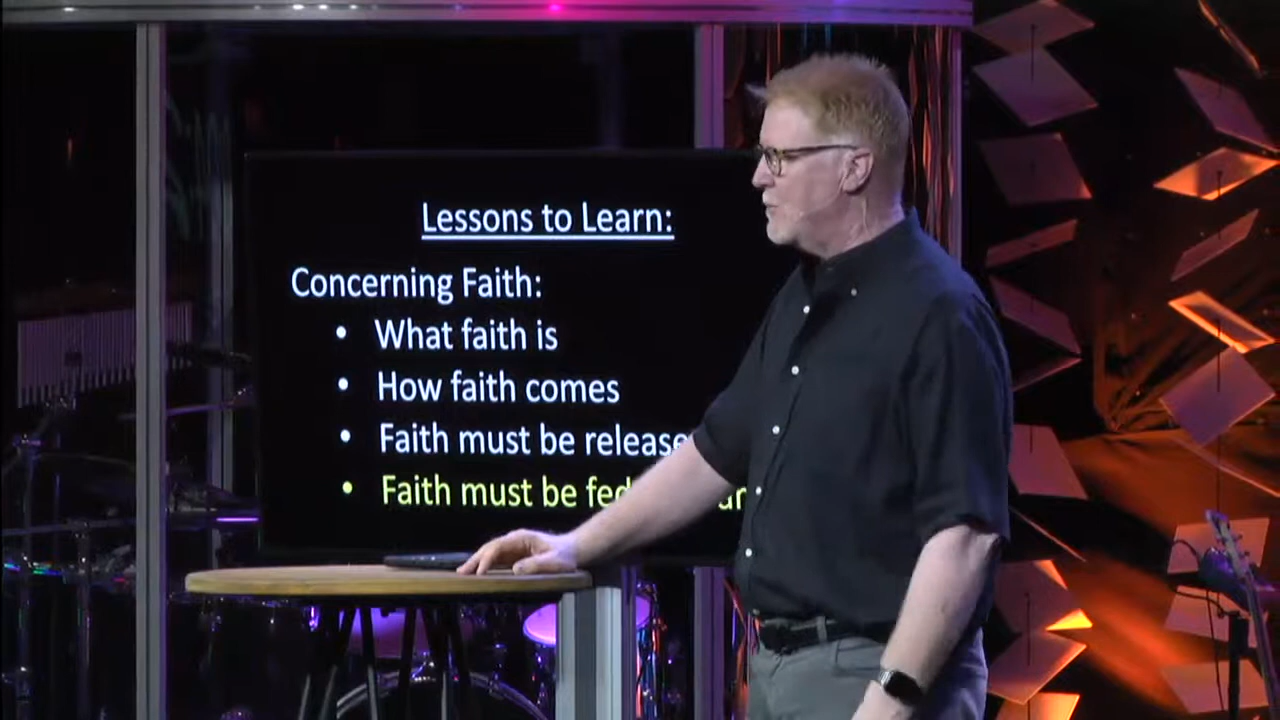 Lessons to Learn:
Concerning Faith:
• What faith is
• How faith comes
• Faith must be release
• Faith must be fed